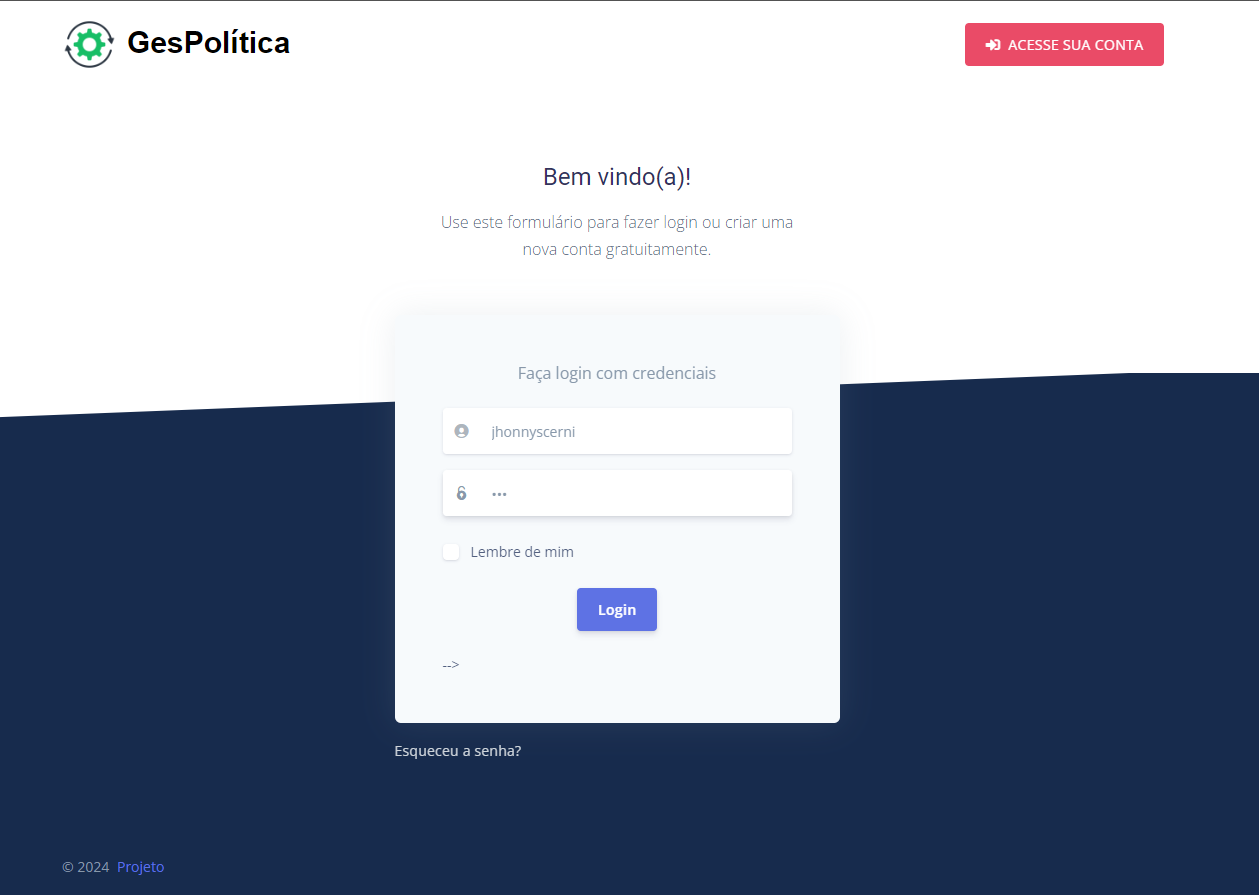 GesPolítica
ACESSE SUA CONTA
Bem vindo(a)!
Use este formulário para fazer login ou criar uma
nova conta gratuitamente.
Faça login com credenciais
jhonnyscerni
•••
Lembre de mim
Login
-->
Esqueceu a senha?
© 2024 Projeto